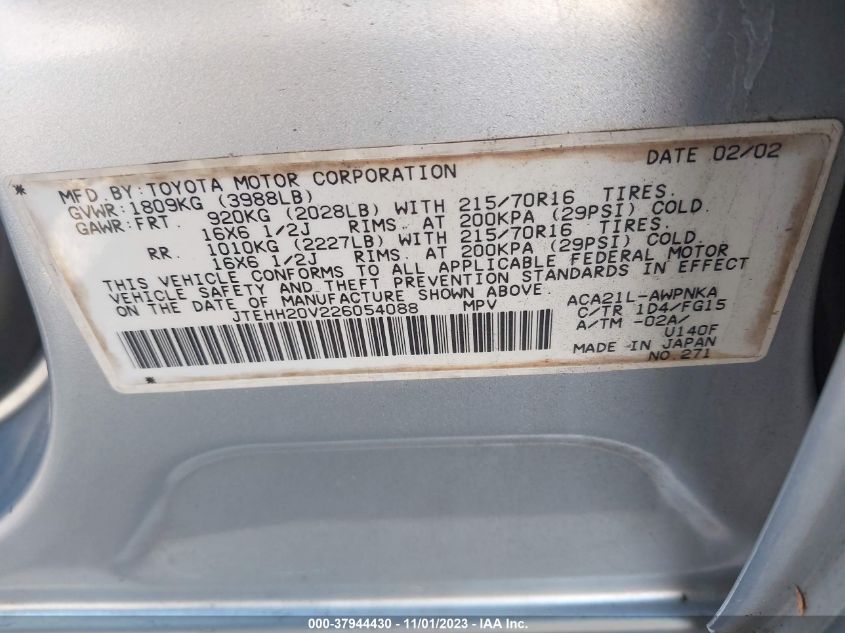 DATE 02/02
MFD BY:TOYOTA MOTOR CORPORATION
GVWR:1809KG (3988LB)
GAWR:FRT. 920KG (2028LB) WITH 215/70R16 TIRES.
16X6 1/2J RIMS. AT 200KPA (29PSI) COLD.
RR. 1010KG (2227LB) WITH 215/70R16 TIRES.
16X6 1/2J RIMS. AT 200KPA (29PSI) COLD.
THIS VEHICLE CONFORMS TO ALL APPLICABLE FEDERAL MOTOR
VEHICLE SAFETY AND THEFT PREVENTION STANDARDS IN EFFECT
ON THE DATE OF MANUFACTURE SHOWN ABOVE.
JTEHH20V226054088 MPV
ACA21L-AWPNKA
C/TR 1D4/FG15
A/TM -02A/
U140F
MADE IN JAPAN
NO.271
000-37944430 - 11/01/2023 - IAA Inc.